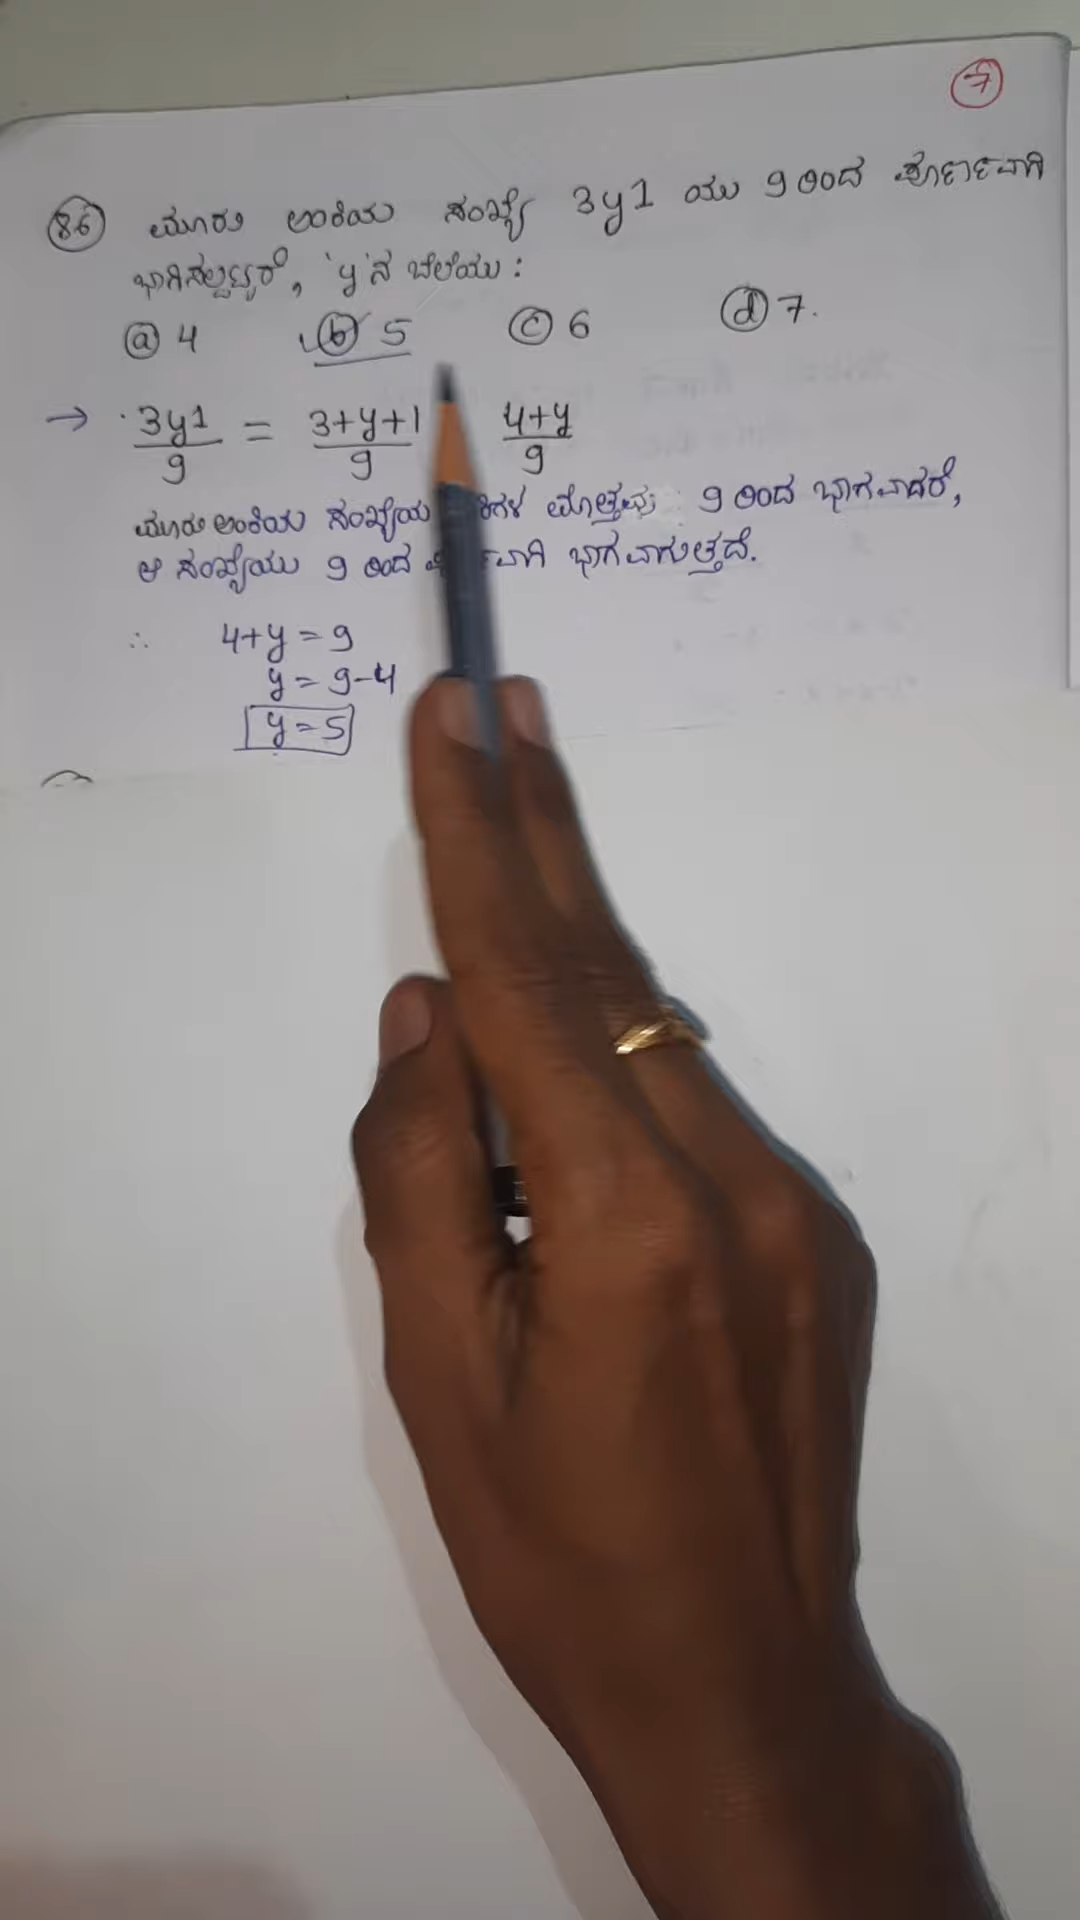 7
86 ಮೂರು ಅಂಕಿಯ ಸಂಖ್ಯೆ 3y1 ಯು 9 ರಿಂದ ಪೂರ್ಣವಾಗಿ
ಭಾಗಿಸಲ್ಪಟ್ಟರೆ, 'y' ನ ಬೆಲೆಯು :
ⓐ 4 ⓑ 5 ⓒ 6 ⓓ 7.
→ 3y1/9 = 3+y+1/9 4+y/9
ಮೂರು ಅಂಕಿಯ ಸಂಖ್ಯೆಯ ಮೊತ್ತವು 9 ರಿಂದ ಭಾಗವಾದರೆ,
ಆ ಸಂಖ್ಯೆಯು 9 ರಿಂದ ಭಾಗವಾಗುತ್ತದೆ.
∴ 4+y = 9
y = 9-4
y = 5